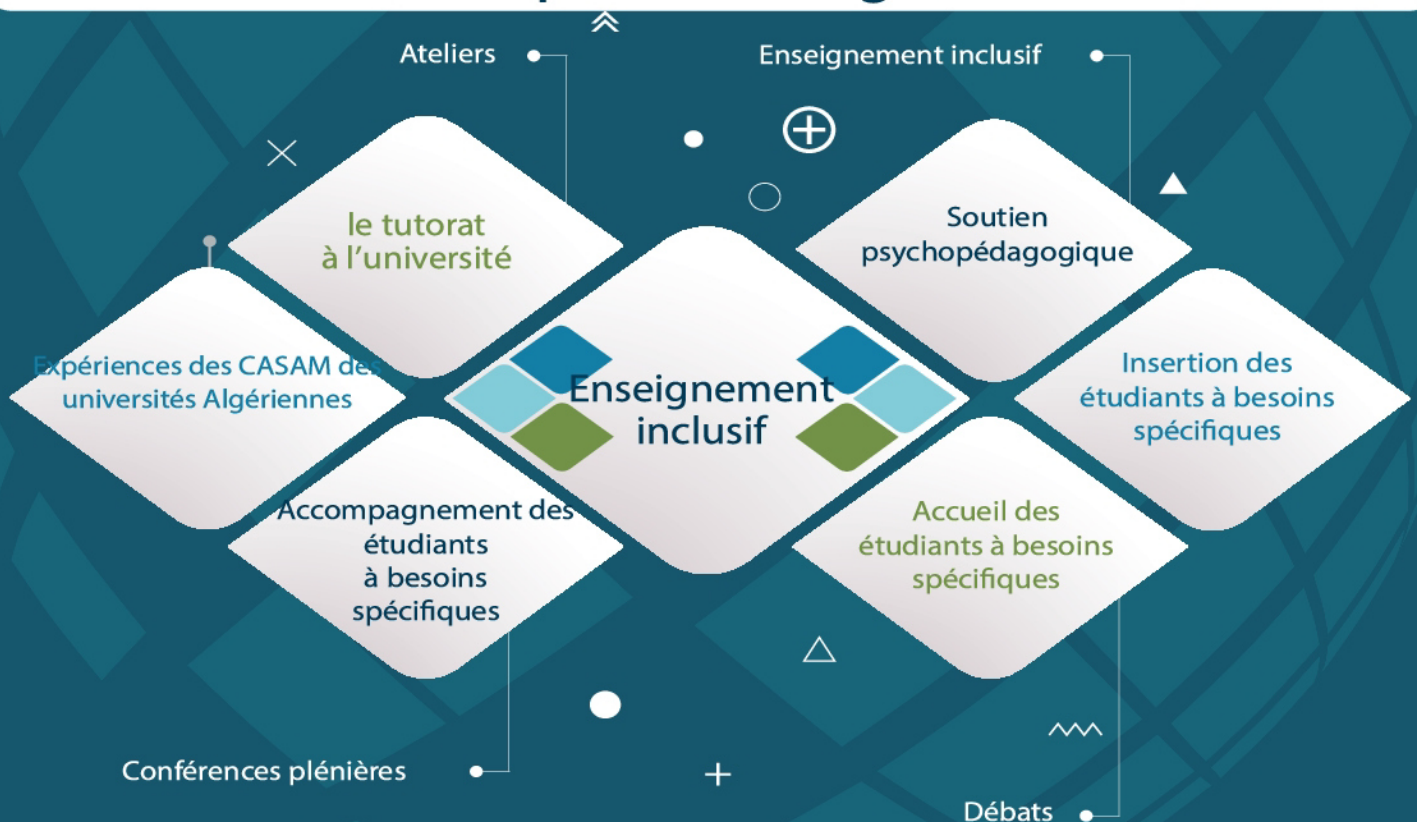 Ateliers
Enseignement inclusif
le tutorat
à l'université
Soutien
psychopédagogique
Expériences des CASAM des
universités Algériennes
Enseignement
inclusif
Insertion des
étudiants à besoins
spécifiques
Accompagnement des
étudiants
à besoins
spécifiques
Accueil des
étudiants à besoins
spécifiques
Conférences plénières
Débats